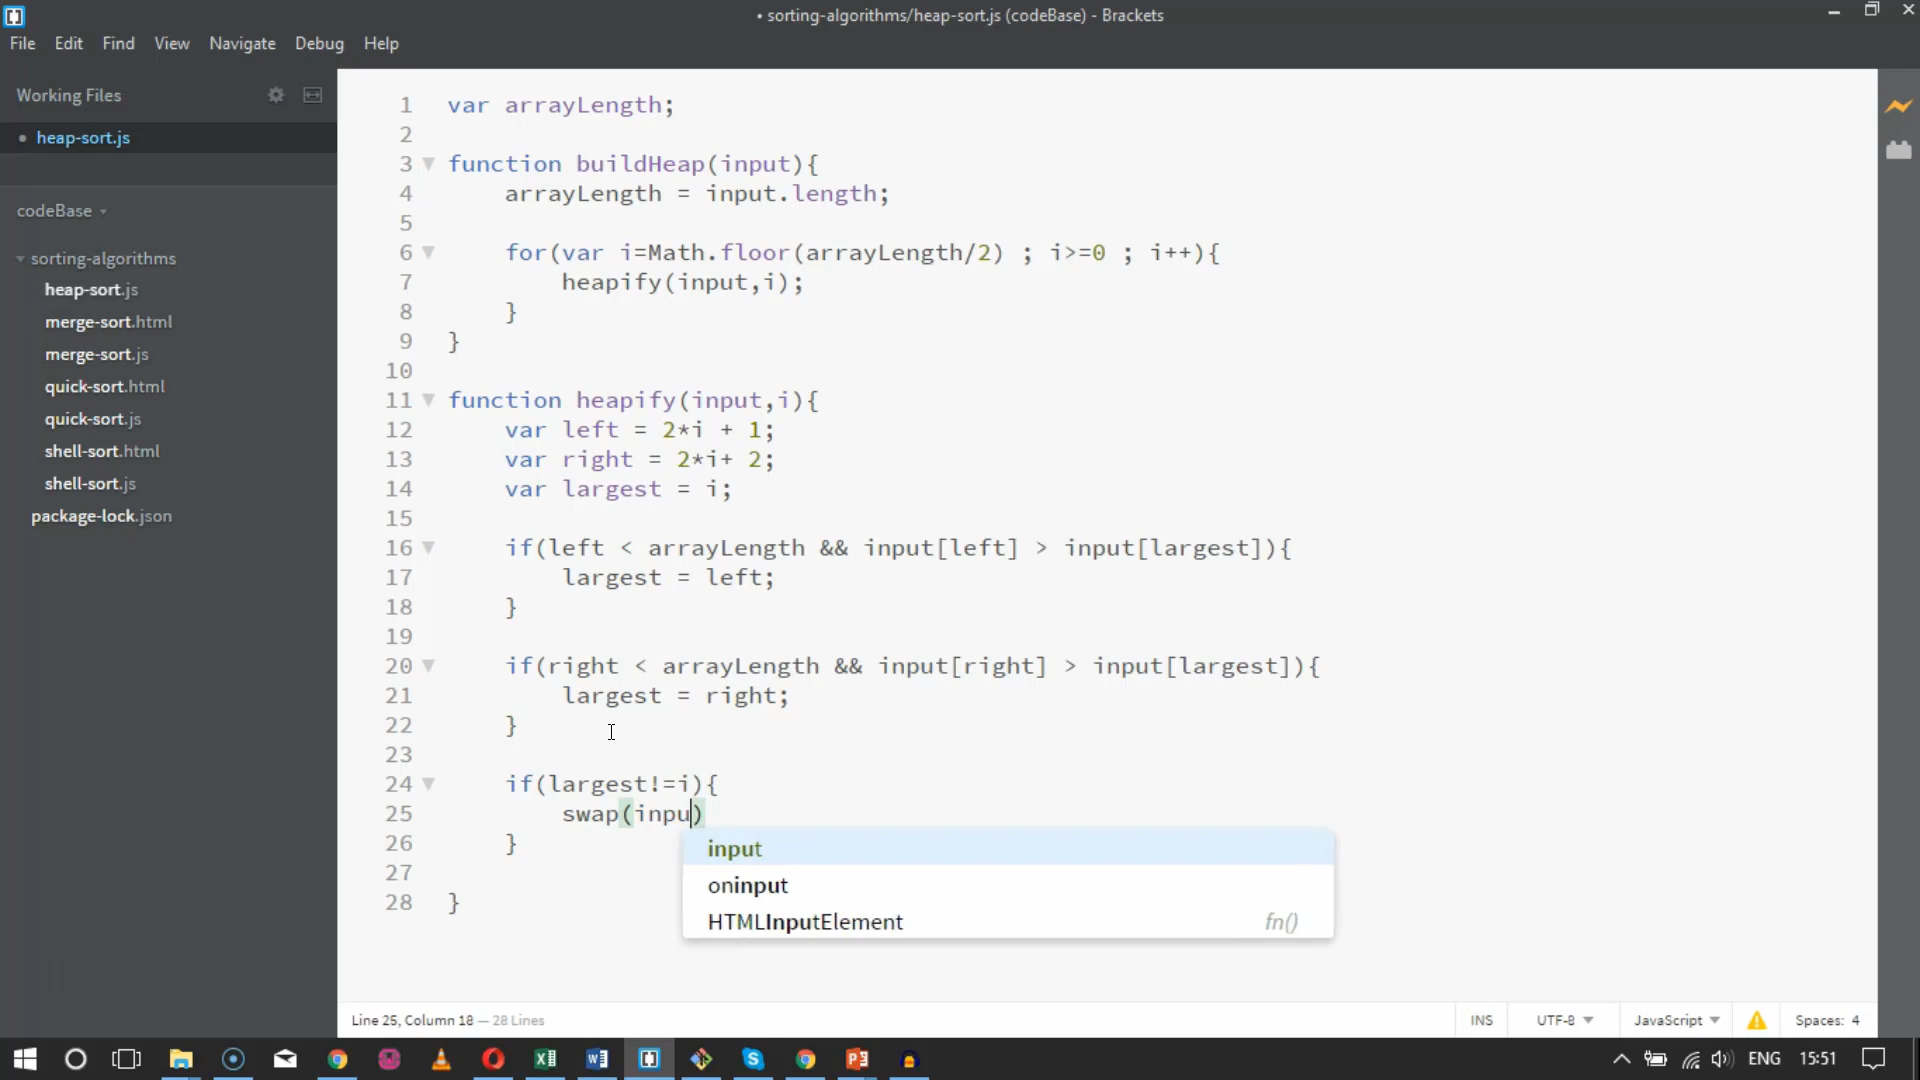 • sorting-algorithms/heap-sort.js (codeBase) - Brackets
File Edit Find View Navigate Debug Help
Working Files
• heap-sort.js
codeBase
sorting-algorithms
heap-sort.js
merge-sort.html
merge-sort.js
quick-sort.html
quick-sort.js
shell-sort.html
shell-sort.js
package-lock.json
1 var arrayLength;
2
3 function buildHeap(input){
4 arrayLength = input.length;
5
6 for(var i=Math.floor(arrayLength/2) ; i>=0 ; i++){
7 heapify(input,i);
8 }
9 }
10
11 function heapify(input,i){
12 var left = 2*i + 1;
13 var right = 2*i+ 2;
14 var largest = i;
15
16 if(left < arrayLength && input[left] > input[largest]){
17 largest = left;
18 }
19
20 if(right < arrayLength && input[right] > input[largest]){
21 largest = right;
22 }
23
24 if(largest!=i){
25 swap(inpu)
26 }
27
28 }
input
oninput
HTMLInputElement fn()
Line 25, Column 18 — 28 Lines
INS UTF-8 JavaScript Spaces: 4
ENG 15:51